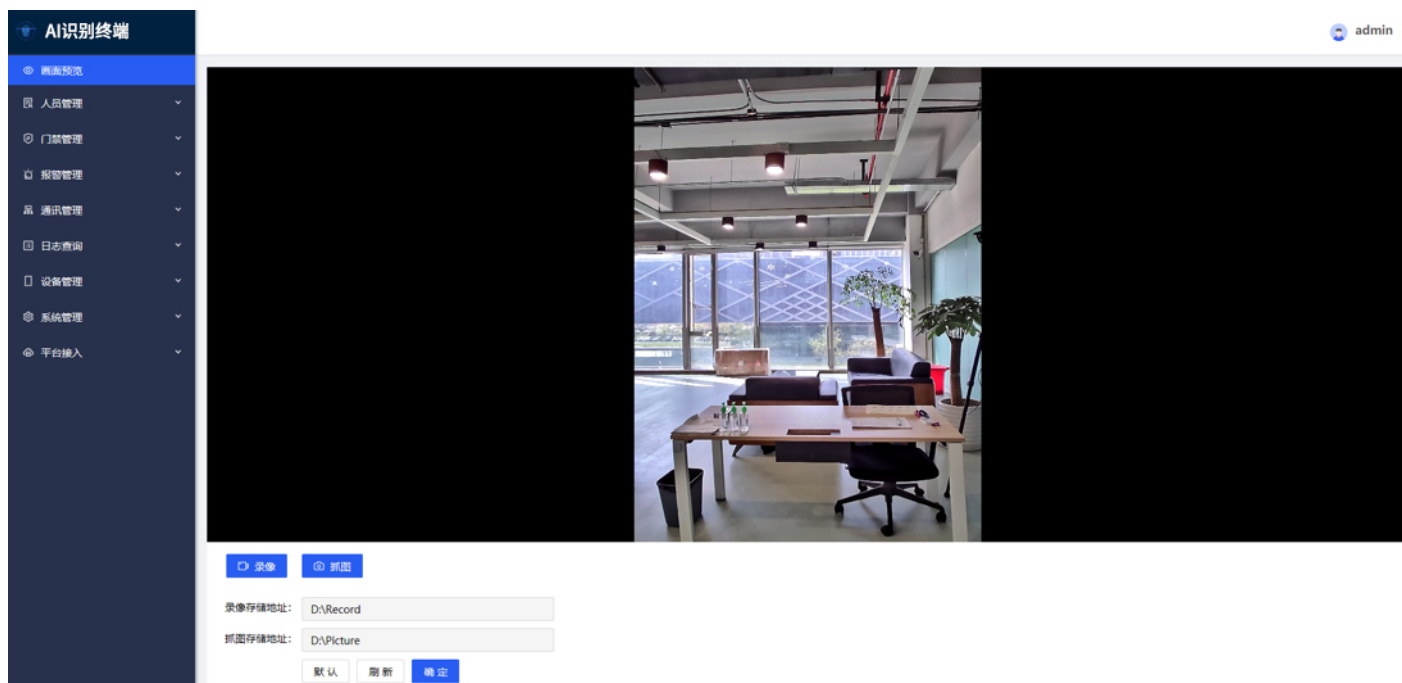 AI识别终端
admin
画面预览
人员管理
门禁管理
报警管理
通讯管理
日志查询
设备管理
系统管理
平台接入
录像
抓图
录像存储地址: D:\Record
抓图存储地址: D:\Picture
默认 刷新 确定